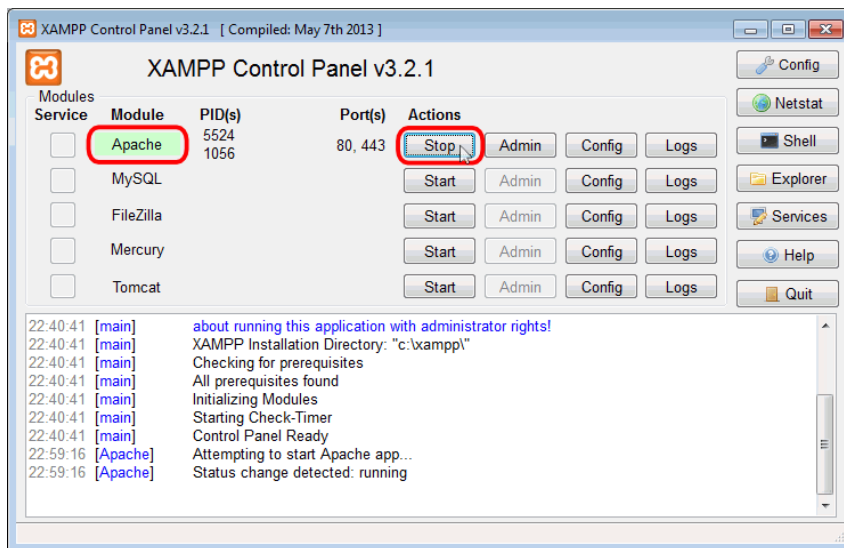 XAMPP Control Panel v3.2.1 [ Compiled: May 7th 2013 ]
XAMPP Control Panel v3.2.1
Config
Modules
Netstat
Service Module PID(s) Port(s) Actions
Apache 5524 1056 80, 443 Stop Admin Config Logs
Shell
MySQL Start Admin Config Logs
Explorer
FileZilla Start Admin Config Logs
Services
Mercury Start Admin Config Logs
Help
Tomcat Start Admin Config Logs
Quit
22:40:41 [main] about running this application with administrator rights!
22:40:41 [main] XAMPP Installation Directory: "c:\xampp\"
22:40:41 [main] Checking for prerequisites
22:40:41 [main] All prerequisites found
22:40:41 [main] Initializing Modules
22:40:41 [main] Starting Check-Timer
22:40:41 [main] Control Panel Ready
22:59:16 [Apache] Attempting to start Apache app...
22:59:16 [Apache] Status change detected: running